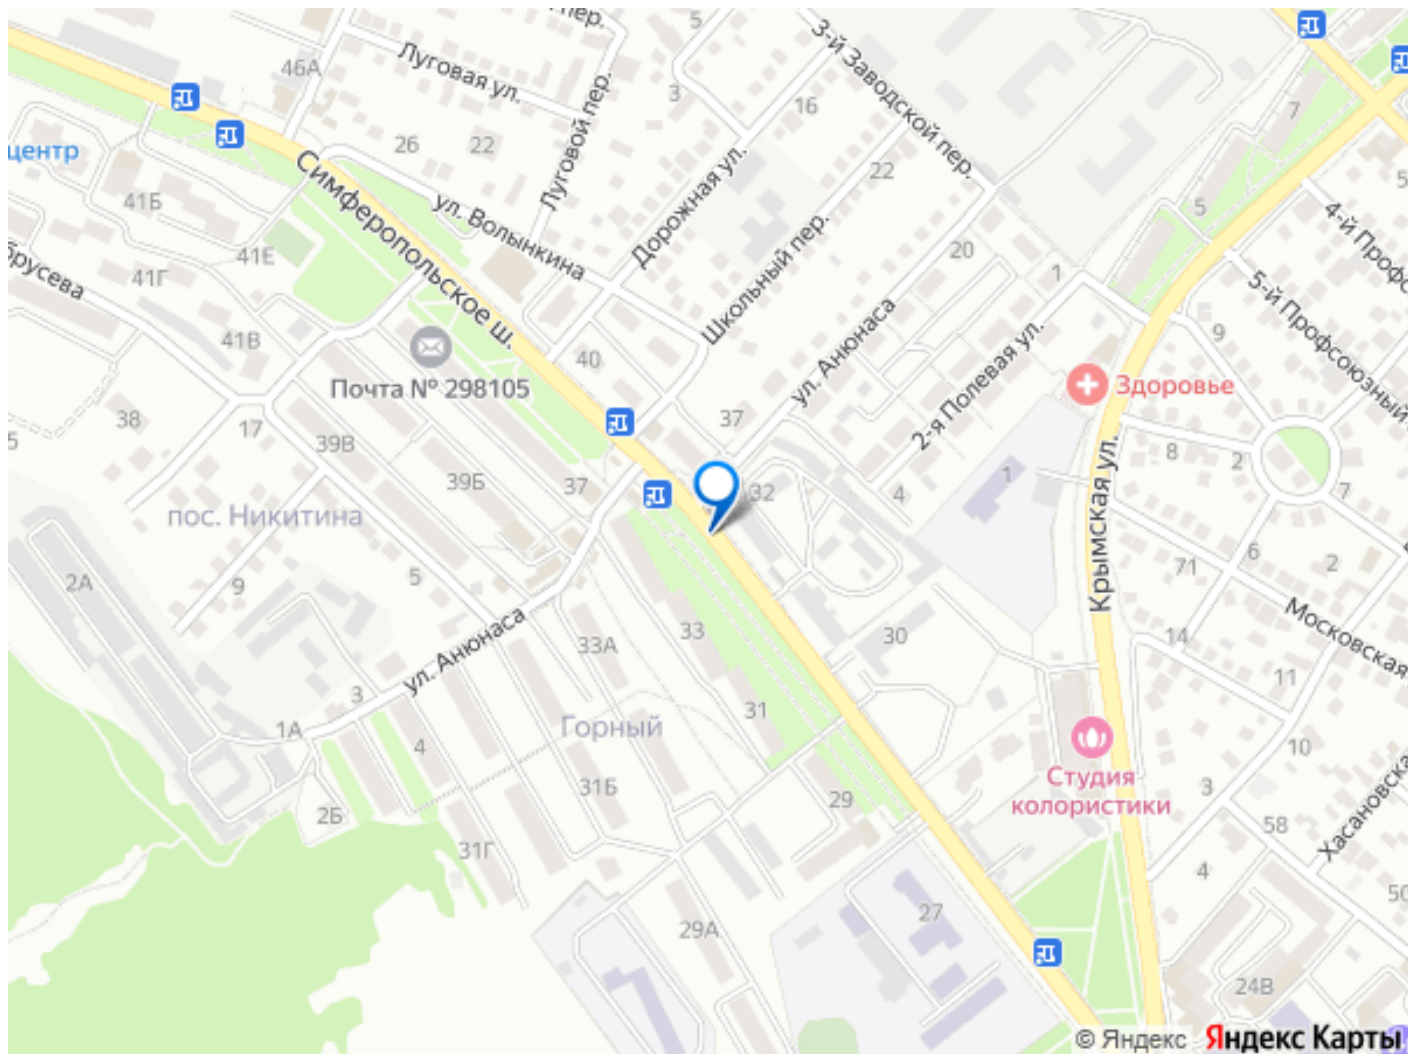 пер.
5
3-й Заводской пер.
Луговая ул.
46А
3
16
7
Луговой пер.
26
22
22
центр
Симферопольское ш.
Дорожная ул.
41Б
ул. Волынкина
5
4-й Профсо
41Е
Школьный пер.
20
1
41Г
5-й Профсоюзный
брусева
ул. Анюнаса
9
41В
40
2-я Полевая ул.
Почта № 298105
Здоровье
38
17
37
39В
8
2
5
Крымская ул.
39Б
37
32
4
1
7
пос. Никитина
6
2
2А
9
5
71
Московская
33А
33
30
14
ул. Анюнаса
11
3
1А
31
Горный
4
10
Студия
колористики
31Б
29
3
2Б
58
Хасановска
31Г
4
50
27
29А
24В
© Яндекс Яндекс Карты